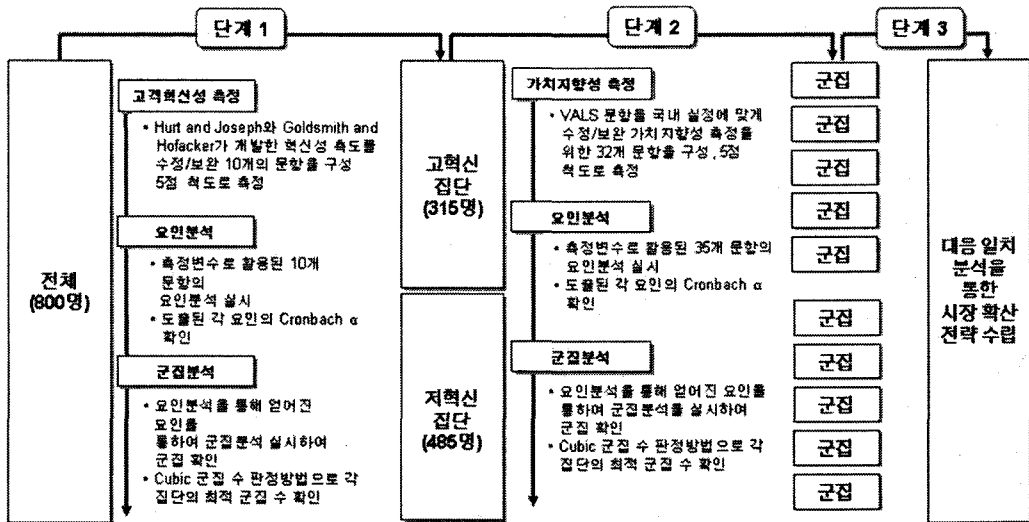 단계 1
단계 2
단계 3
전체
(800명)
고객혁신성 측정
• Hurt and Joseph와 Goldsmith and
Hofacker가 개발한 혁신성 측도를
수정/보완 10개의 문항을 구성
5점 척도로 측정
요인분석
• 측정변수로 활용된 10개
문항의
요인분석 실시
• 도출된 각 요인의 Cronbach α
확인
군집분석
• 요인분석을 통해 얻어진
요인을
통하여 군집분석 실시하여
군집 확인
• Cubic 군집 수 판정방법으로 각
집단의 최적 군집 수 확인
고혁신
집단
(315명)
저혁신
집단
(485명)
가치지향성 측정
• VALS 문항을 국내 실정에 맞게
수정/보완 가치지향성 측정을
위한 32개 문항을 구성, 5점
척도로 측정
요인분석
• 측정변수로 활용된 35개 문항의
요인분석 실시
• 도출된 각 요인의 Cronbach α
확인
군집분석
• 요인분석을 통해 얻어진 요인을
통하여 군집분석을 실시하여
군집 확인
• Cubic 군집 수 판정방법으로 각
집단의 최적 군집 수 확인
군집
군집
군집
군집
군집
군집
군집
군집
군집
군집
대응 일치
분석을
통한
시장 확산
전략 수립